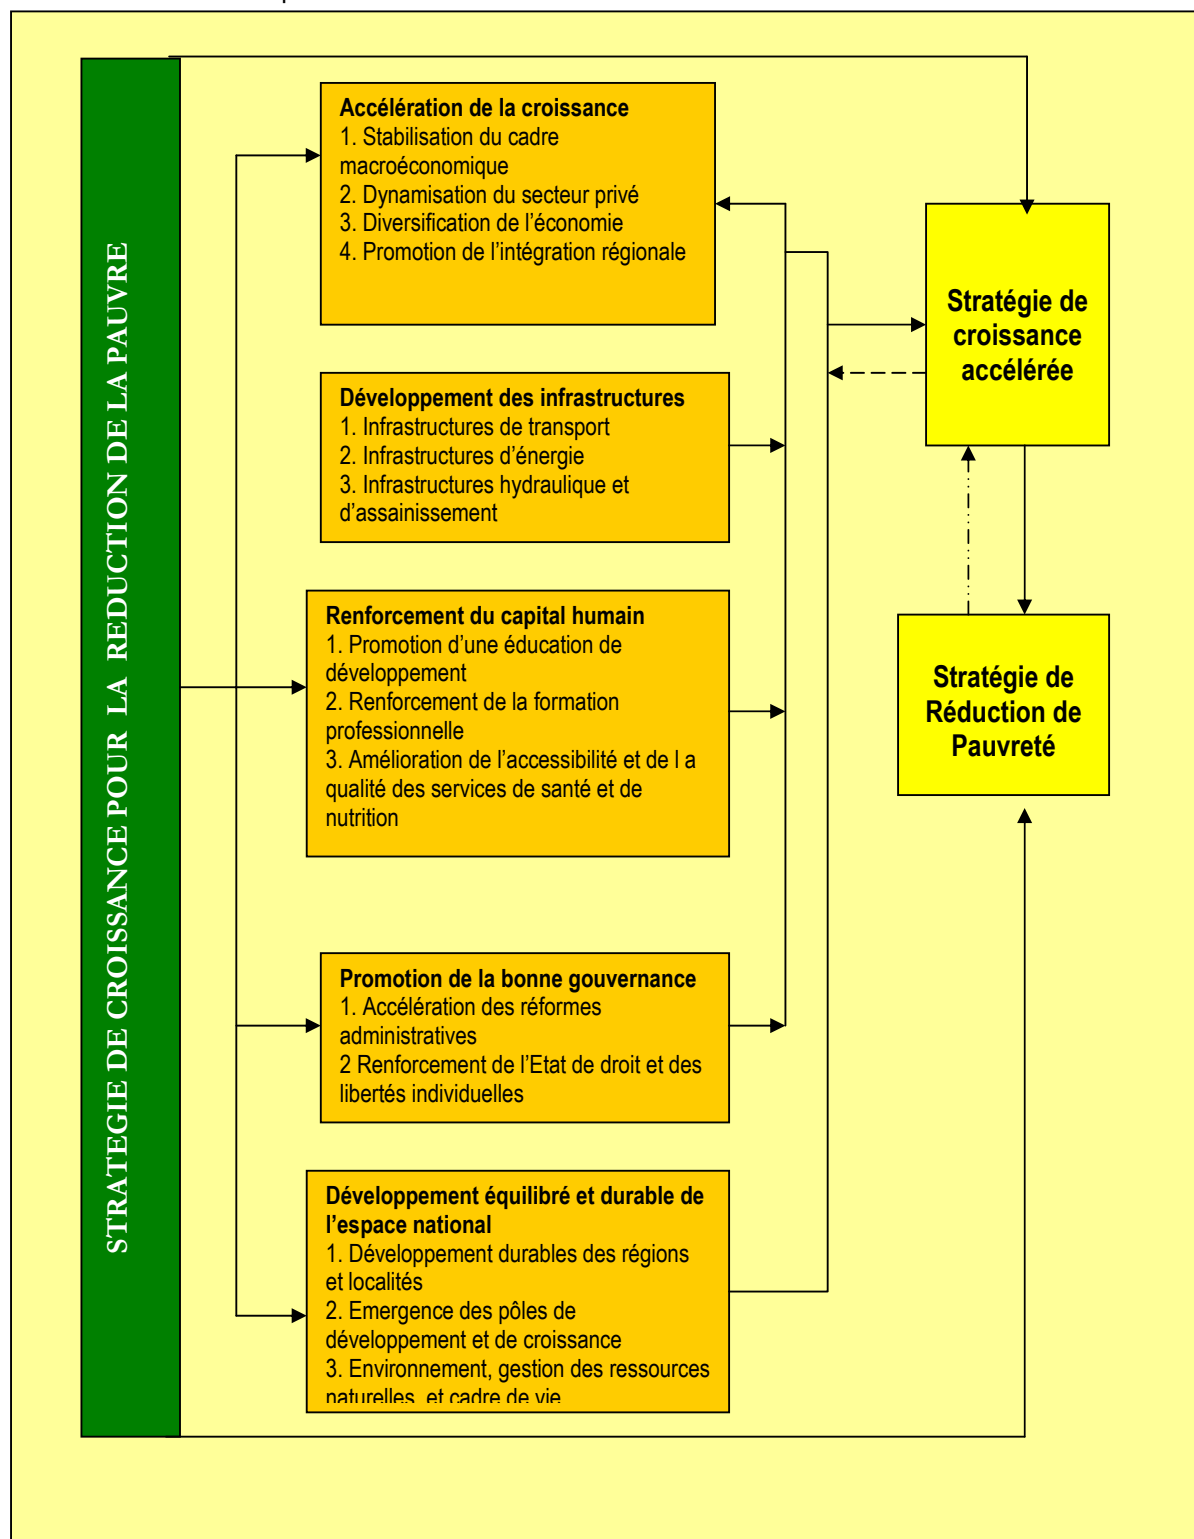 STRATEGIE DE CROISSANCE POUR LA REDUCTION DE LA PAUVRE
Accélération de la croissance
1. Stabilisation du cadre
macroéconomique
2. Dynamisation du secteur privé
3. Diversification de l’économie
4. Promotion de l’intégration régionale
Développement des infrastructures
1. Infrastructures de transport
2. Infrastructures d’énergie
3. Infrastructures hydraulique et
d’assainissement
Renforcement du capital humain
1. Promotion d’une éducation de
développement
2. Renforcement de la formation
professionnelle
3. Amélioration de l’accessibilité et de l a
qualité des services de santé et de
nutrition
Promotion de la bonne gouvernance
1. Accélération des réformes
administratives
2 Renforcement de l’Etat de droit et des
libertés individuelles
Développement équilibré et durable de
l’espace national
1. Développement durables des régions
et localités
2. Emergence des pôles de
développement et de croissance
3. Environnement, gestion des ressources
naturelles, et cadre de vie
Stratégie de
croissance
accélérée
Stratégie de
Réduction de
Pauvreté